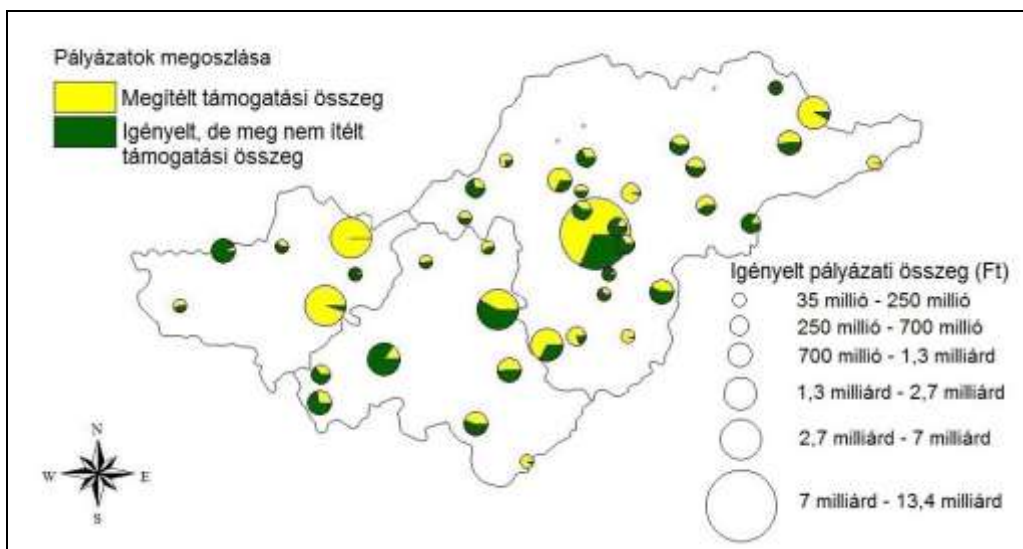 Pályázatok megoszlása
Megítélt támogatási összeg
Igényelt, de meg nem ítélt
támogatási összeg
Igényelt pályázati összeg (Ft)
35 millió - 250 millió
250 millió - 700 millió
700 millió - 1,3 milliárd
1,3 milliárd - 2,7 milliárd
2,7 milliárd - 7 milliárd
7 milliárd - 13,4 milliárd
N
W E
S